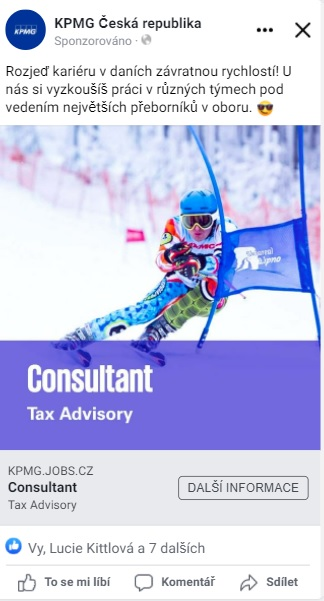 KPMG
KPMG Česká republika
Sponzorováno ·
Rozjeď kariéru v daních závratnou rychlostí! U
nás si vyzkoušíš práci v různých týmech pod
vedením největších přeborníků v oboru. 😎
Consultant
Tax Advisory
KPMG.JOBS.CZ
Consultant
Tax Advisory
DALŠÍ INFORMACE
Vy, Lucie Kittlová a 7 dalších
To se mi líbí
Komentář
Sdílet